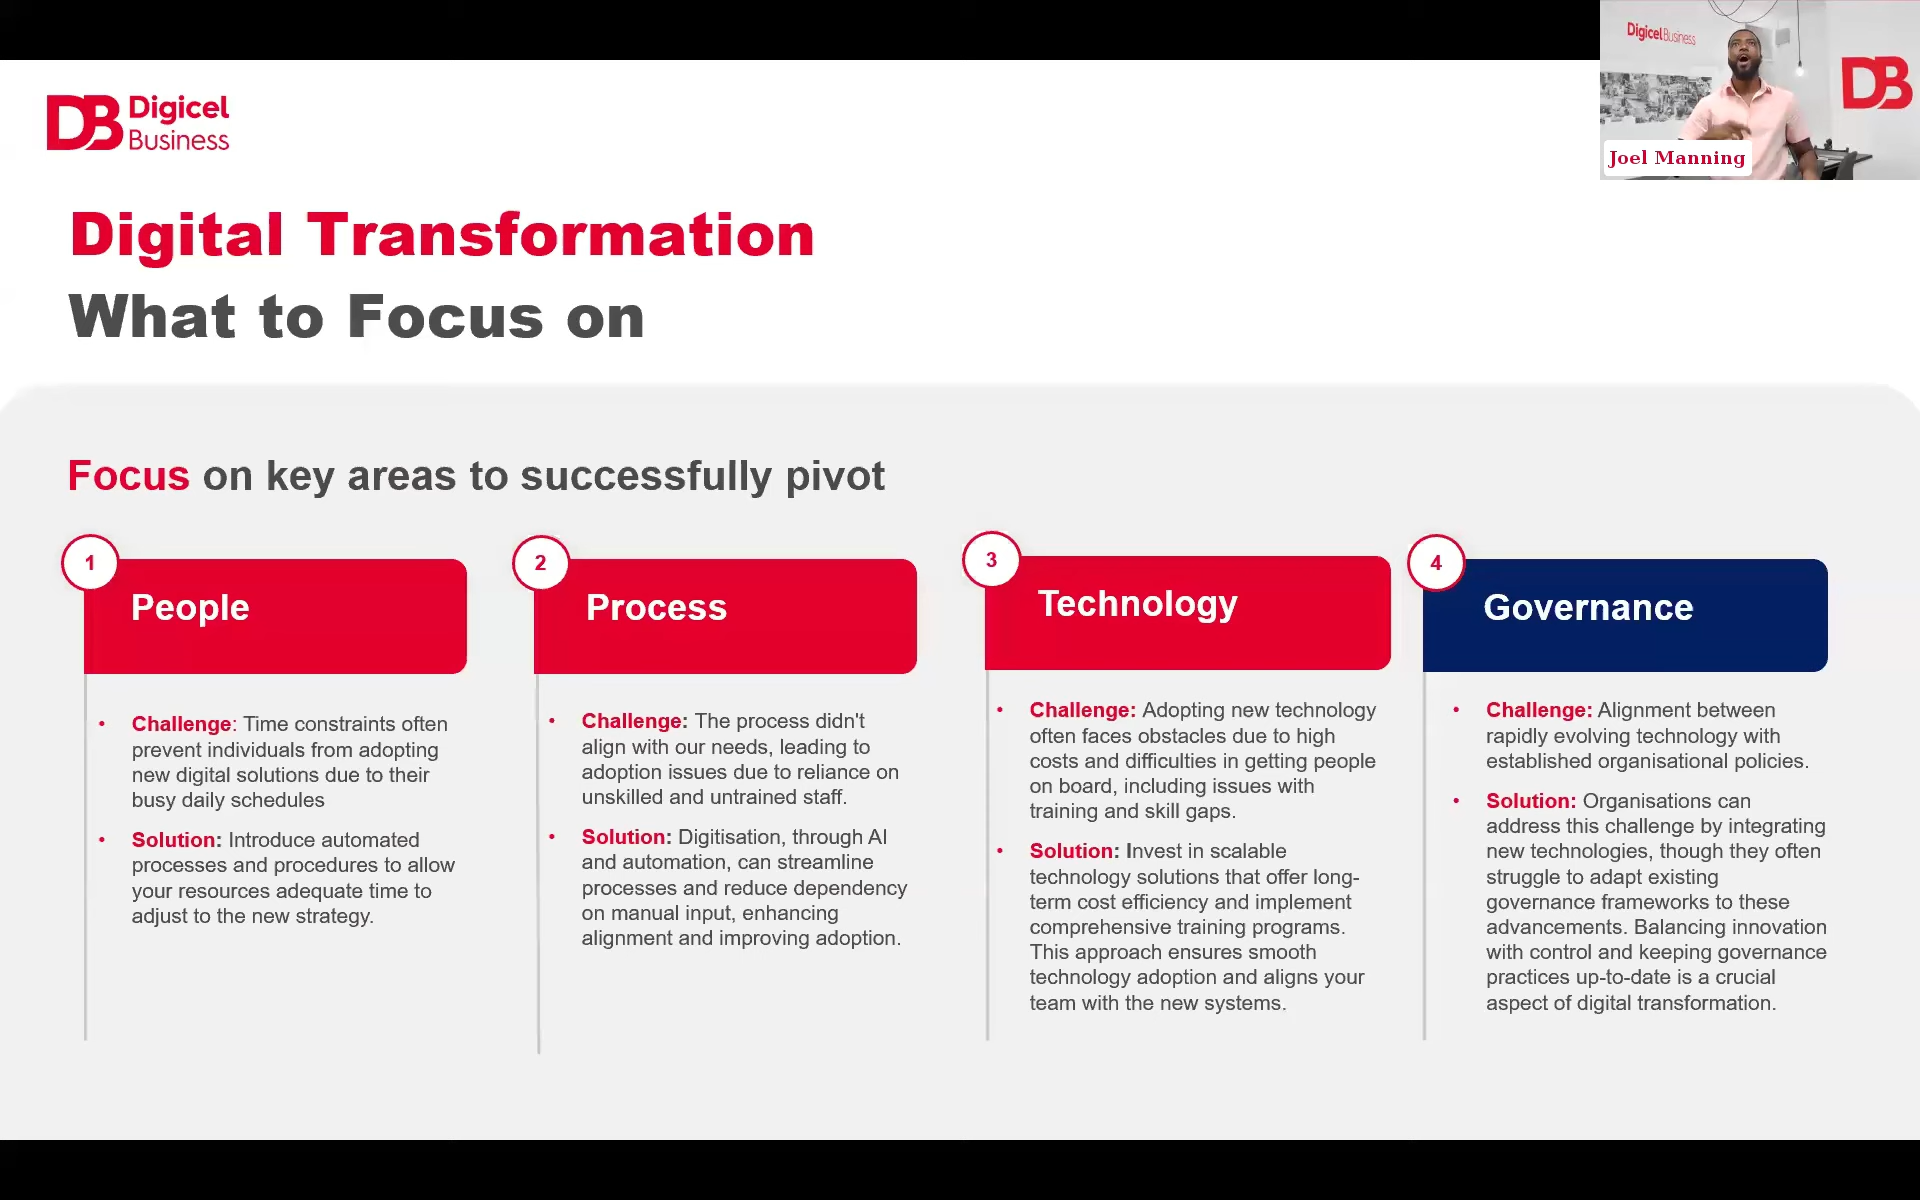 DB Digicel
Business
Digicel Business
DB
Joel Manning
Digital Transformation
What to Focus on
Focus on key areas to successfully pivot
1
People
• Challenge: Time constraints often
prevent individuals from adopting
new digital solutions due to their
busy daily schedules
• Solution: Introduce automated
processes and procedures to allow
your resources adequate time to
adjust to the new strategy.
2
Process
• Challenge: The process didn't
align with our needs, leading to
adoption issues due to reliance on
unskilled and untrained staff.
• Solution: Digitisation, through AI
and automation, can streamline
processes and reduce dependency
on manual input, enhancing
alignment and improving adoption.
3
Technology
• Challenge: Adopting new technology
often faces obstacles due to high
costs and difficulties in getting people
on board, including issues with
training and skill gaps.
• Solution: Invest in scalable
technology solutions that offer long-
term cost efficiency and implement
comprehensive training programs.
This approach ensures smooth
technology adoption and aligns your
team with the new systems.
4
Governance
• Challenge: Alignment between
rapidly evolving technology with
established organisational policies.
• Solution: Organisations can
address this challenge by integrating
new technologies, though they often
struggle to adapt existing
governance frameworks to these
advancements. Balancing innovation
with control and keeping governance
practices up-to-date is a crucial
aspect of digital transformation.